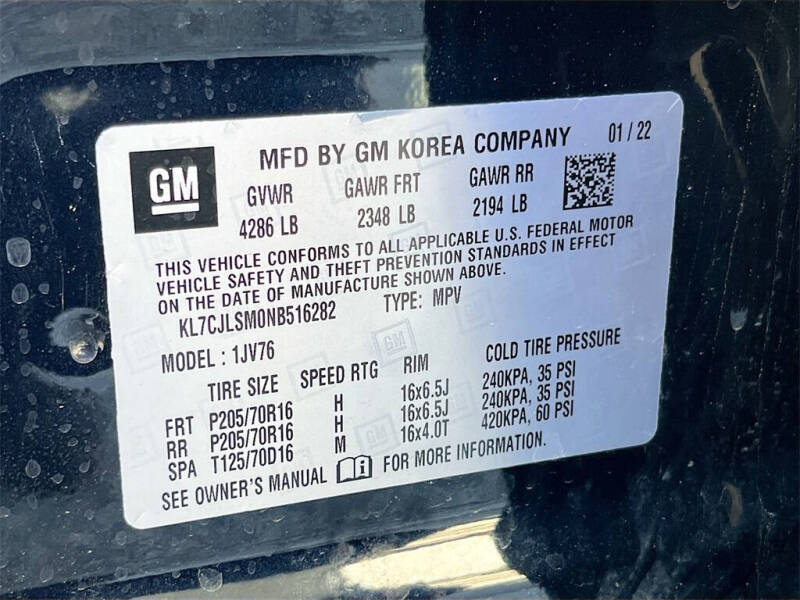 GM
MFD BY GM KOREA COMPANY 01 / 22
GVWR GAWR FRT GAWR RR
4286 LB 2348 LB 2194 LB
THIS VEHICLE CONFORMS TO ALL APPLICABLE U.S. FEDERAL MOTOR
VEHICLE SAFETY AND THEFT PREVENTION STANDARDS IN EFFECT
ON THE DATE OF MANUFACTURE SHOWN ABOVE.
KL7CJLSM0NB516282 TYPE: MPV
MODEL : 1JV76
TIRE SIZE SPEED RTG RIM COLD TIRE PRESSURE
FRT P205/70R16 H 16x6.5J 240KPA, 35 PSI
RR P205/70R16 H 16x6.5J 240KPA, 35 PSI
SPA T125/70D16 M 16x4.0T 420KPA, 60 PSI
SEE OWNER'S MANUAL FOR MORE INFORMATION.